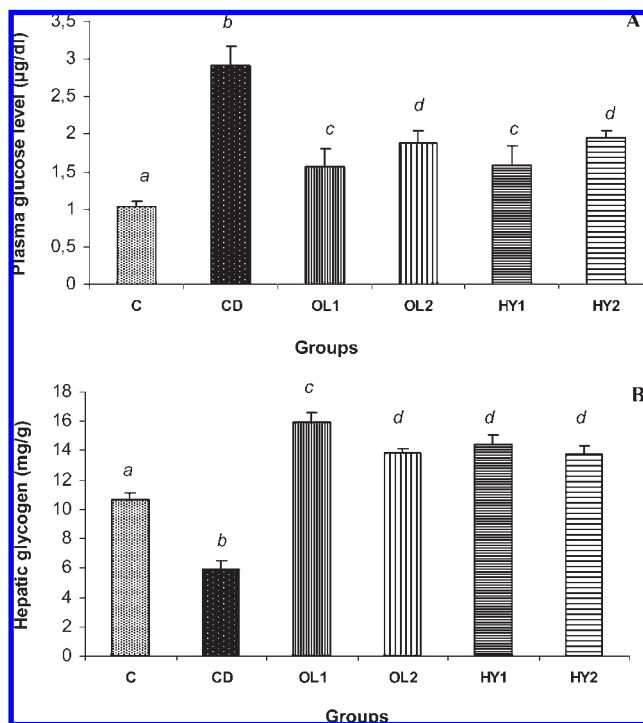 A
Plasma glucose level (µg/dl)
3,5
3
2,5
2
1,5
1
0,5
0
a
b
c
d
c
d
C CD OL1 OL2 HY1 HY2
Groups
B
Hepatic glycogen (mg/g)
18
16
14
12
10
8
6
4
2
0
a
b
c
d
d
d
C CD OL1 OL2 HY1 HY2
Groups